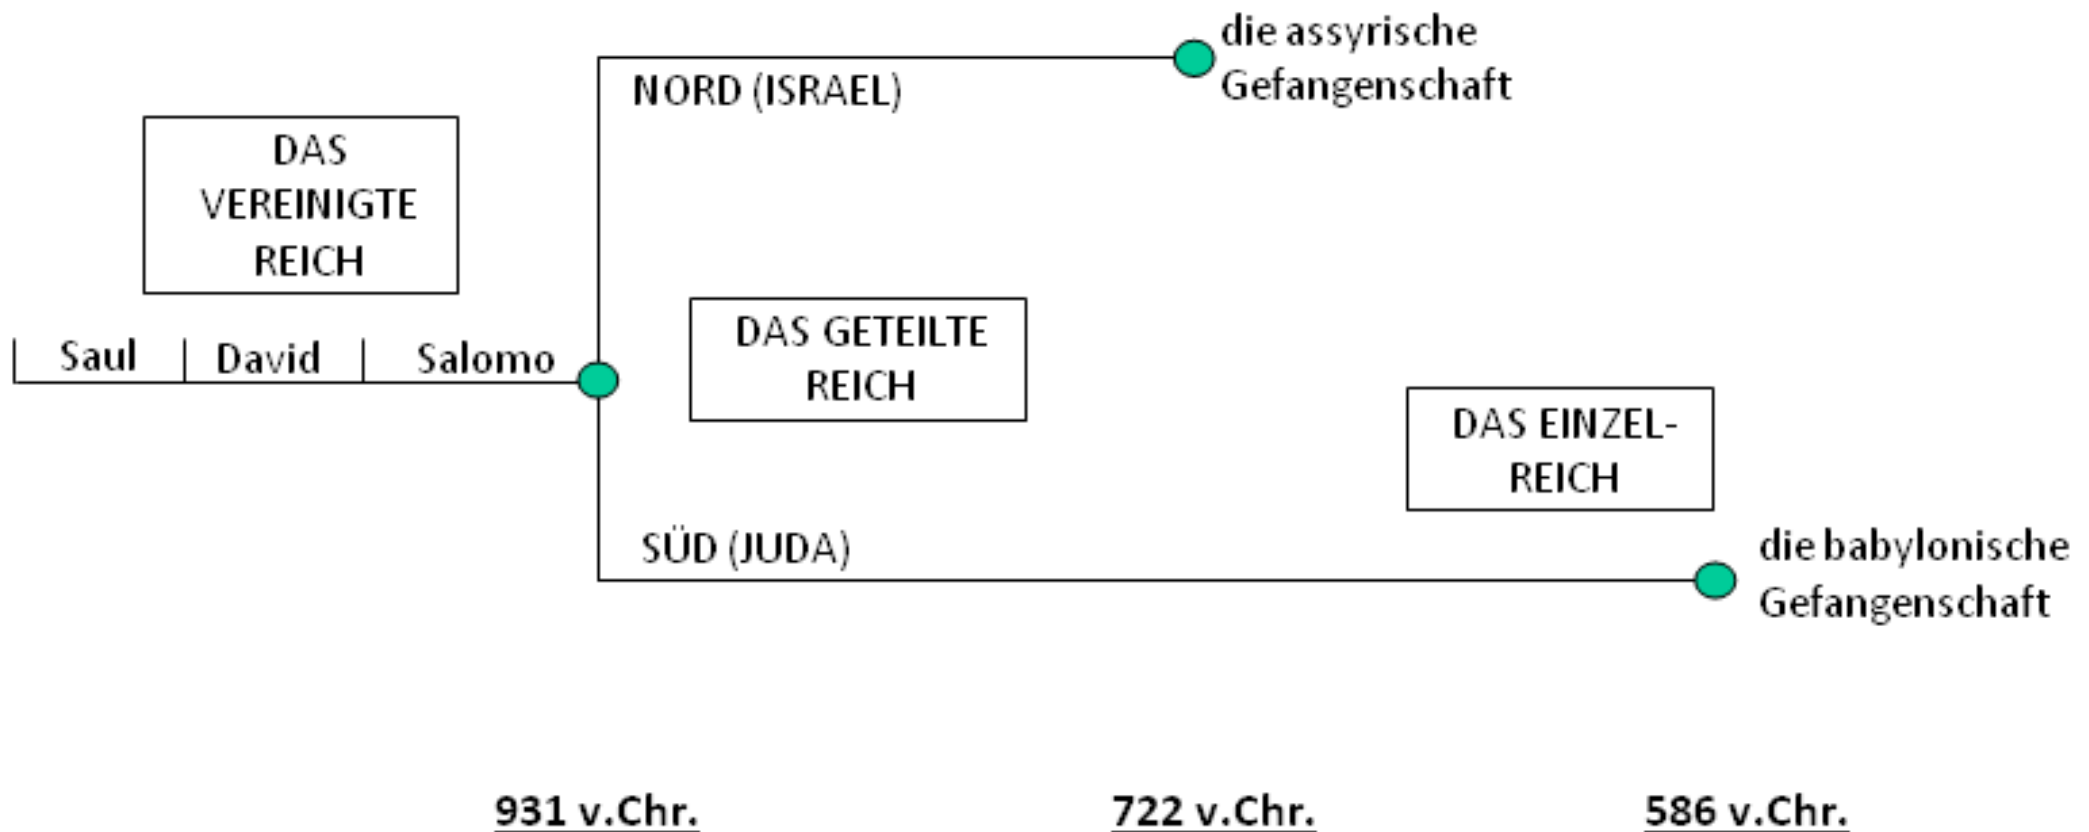 die assyrische
Gefangenschaft
NORD (ISRAEL)
DAS
VEREINIGTE
REICH
Saul David Salomo
DAS GETEILTE
REICH
DAS EINZEL-
REICH
SÜD (JUDA)
die babylonische
Gefangenschaft
931 v.Chr. 722 v.Chr. 586 v.Chr.